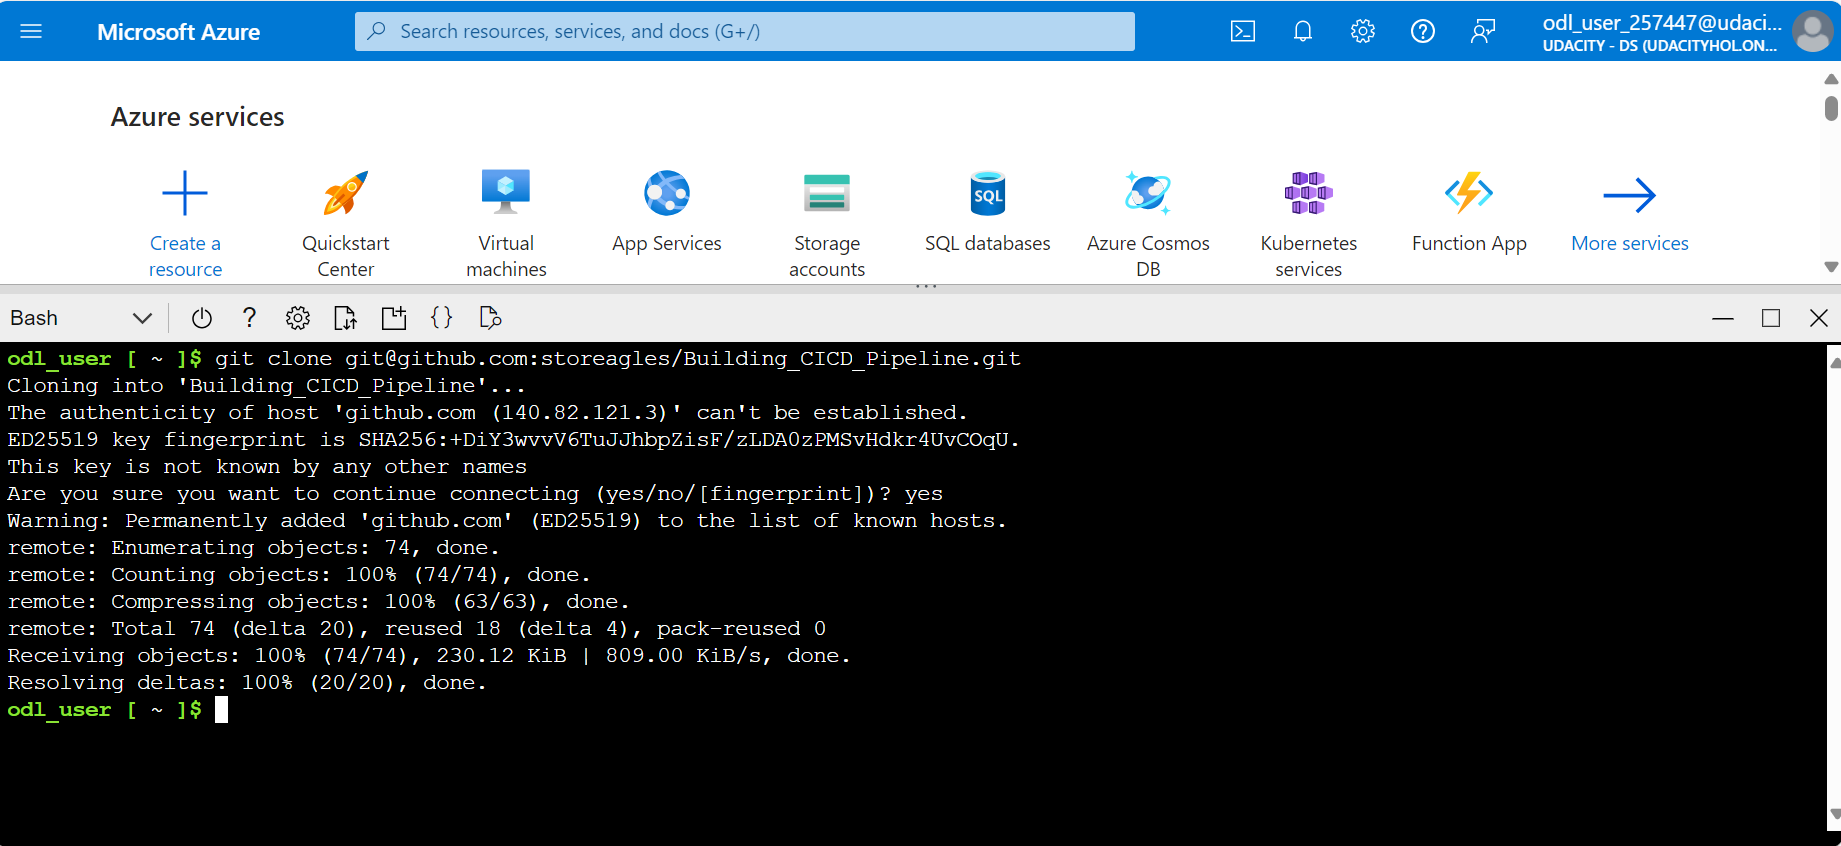 Microsoft Azure
Search resources, services, and docs (G+/)
odl_user_257447@udaci...
UDACITY - DS (UDACITYHOL.ON...
Azure services
Create a resource
Quickstart Center
Virtual machines
App Services
Storage accounts
SQL
SQL databases
Azure Cosmos DB
Kubernetes services
Function App
More services
Bash
odl_user [ ~ ]$ git clone git@github.com:storeagles/Building_CICD_Pipeline.git
Cloning into 'Building_CICD_Pipeline'...
The authenticity of host 'github.com (140.82.121.3)' can't be established.
ED25519 key fingerprint is SHA256:+DiY3wvvV6TuJJhbpZisF/zLDA0zPMSvHdkr4UvCOqU.
This key is not known by any other names
Are you sure you want to continue connecting (yes/no/[fingerprint])? yes
Warning: Permanently added 'github.com' (ED25519) to the list of known hosts.
remote: Enumerating objects: 74, done.
remote: Counting objects: 100% (74/74), done.
remote: Compressing objects: 100% (63/63), done.
remote: Total 74 (delta 20), reused 18 (delta 4), pack-reused 0
Receiving objects: 100% (74/74), 230.12 KiB | 809.00 KiB/s, done.
Resolving deltas: 100% (20/20), done.
odl_user [ ~ ]$